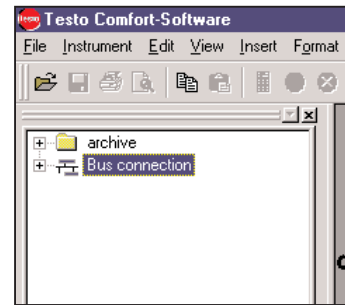 Testo Comfort-Software
File Instrument Edit View Insert Format
archive
Bus connection